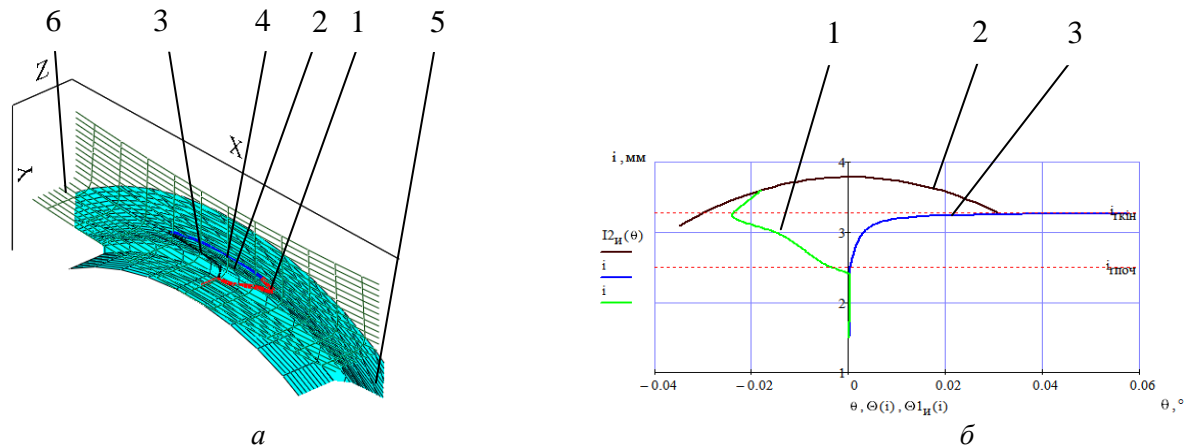 6 3 4 2 1 5
Z
X
Y
а
1 2 3
i , мм
4
3
2
1
I2и(θ)
i
i
iткін
iтпоч
−0.04 −0.02 0 0.02 0.04 0.06
θ , Θ(i) , Θ1и(i)
θ , °
б